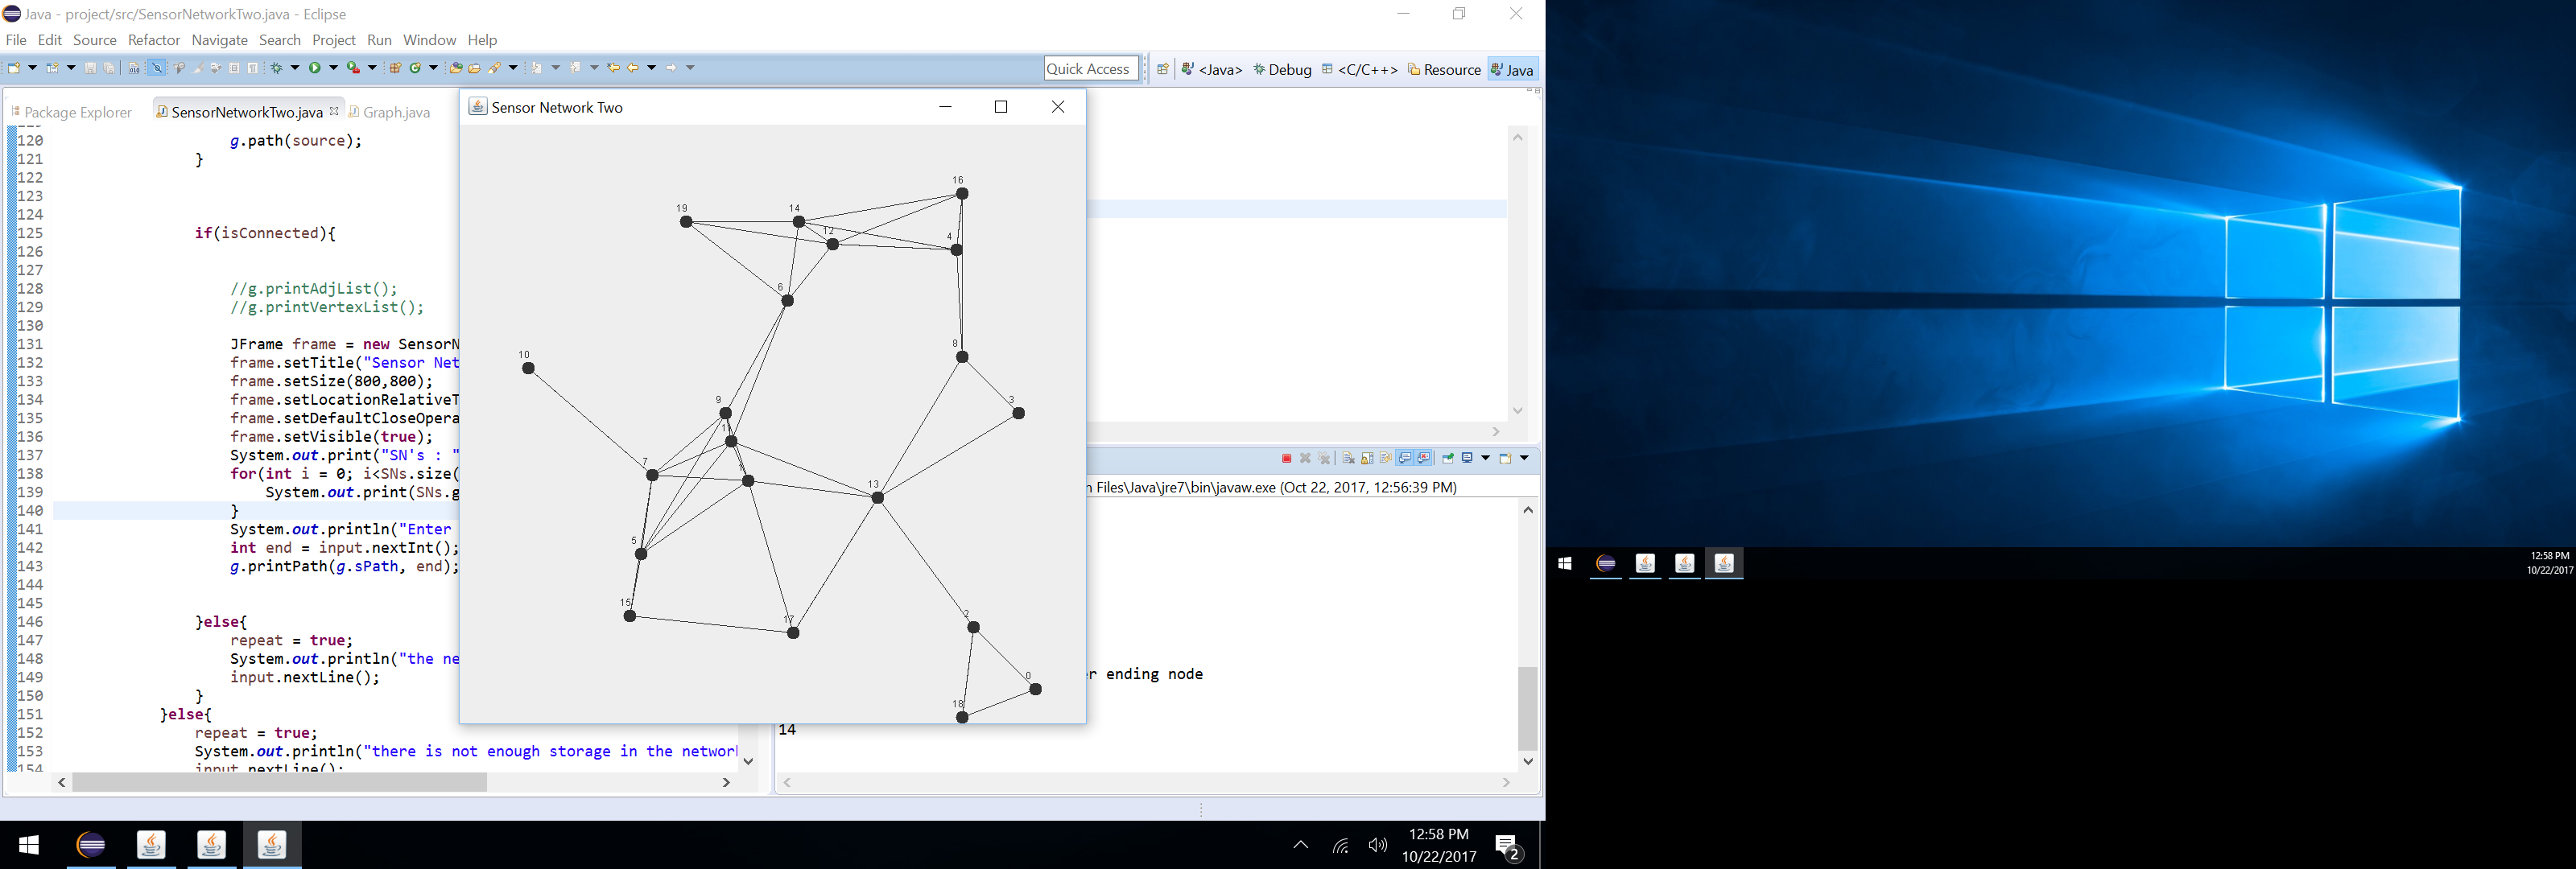 Java - project/src/SensorNetworkTwo.java - Eclipse
File Edit Source Refactor Navigate Search Project Run Window Help
Quick Access <Java> Debug <C/C++> Resource Java
Package Explorer SensorNetworkTwo.java Graph.java
Sensor Network Two
120 g.path(source);
121 }
122
123
124
125 if(isConnected){
126
127
128 //g.printAdjList();
129 //g.printVertexList();
130
131 JFrame frame = new SensorN
132 frame.setTitle("Sensor Net
133 frame.setSize(800,800);
134 frame.setLocationRelativeT
135 frame.setDefaultCloseOpera
136 frame.setVisible(true);
137 System.out.print("SN's : "
138 for(int i = 0; i<SNs.size(
139 System.out.print(SNs.g
140 }
141 System.out.println("Enter
142 int end = input.nextInt();
143 g.printPath(g.sPath, end);
144
145
146 }else{
147 repeat = true;
148 System.out.println("the ne
149 input.nextLine();
150 }
151 }else{
152 repeat = true;
153 System.out.println("there is not enough storage in the networ
154 input.nextLine();
16
19
14
12
4
6
8
10
9
3
11
7
1
13
5
15
17
2
0
18
n Files\Java\jre7\bin\javaw.exe (Oct 22, 2017, 12:56:39 PM)
r ending node
14
12:58 PM
10/22/2017
2
12:58 PM
10/22/2017